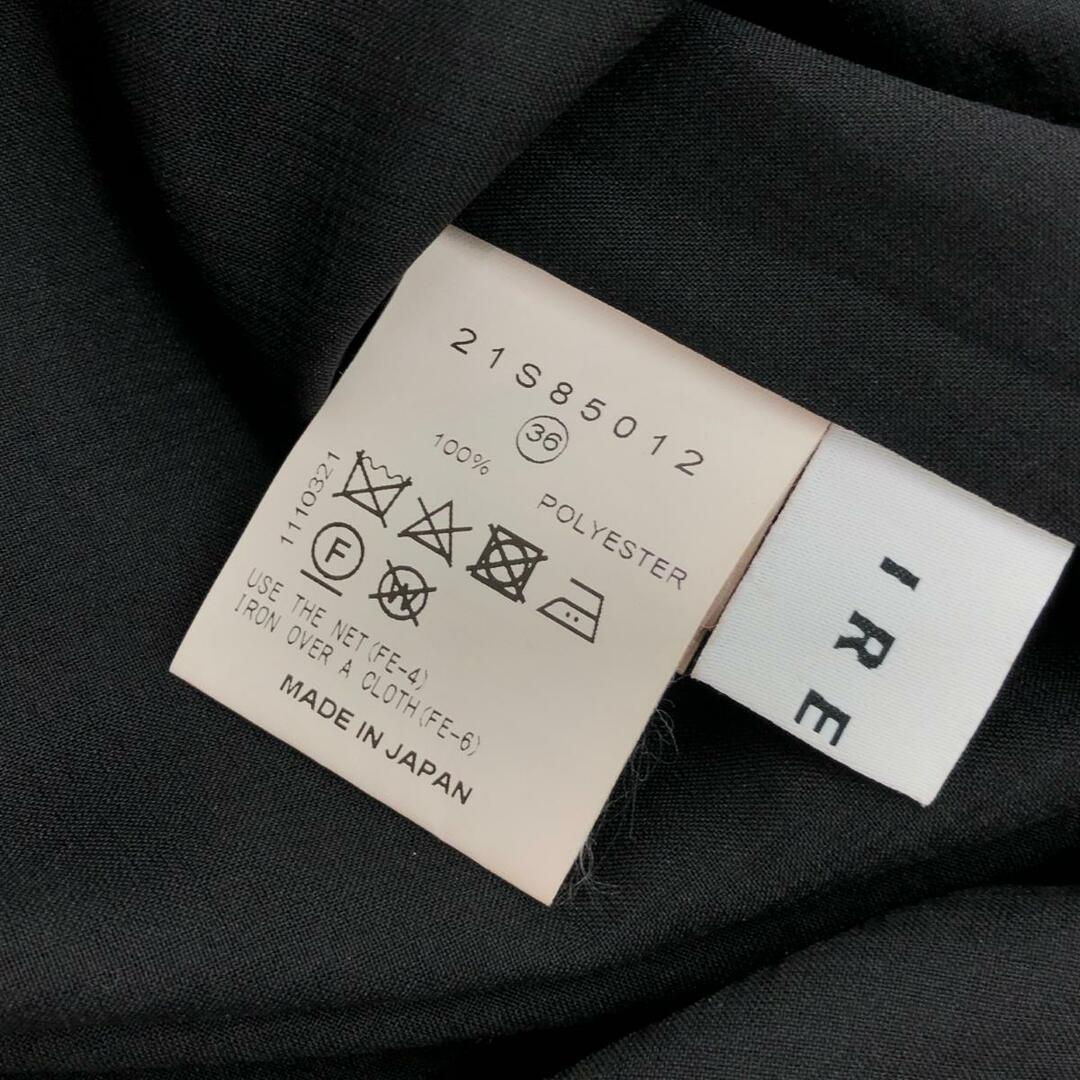 21S85012
36
100% POLYESTER
1110321
F
W
USE THE NET(FE-4)
IRON OVER A CLOTH(FE-6)
MADE IN JAPAN
IRE